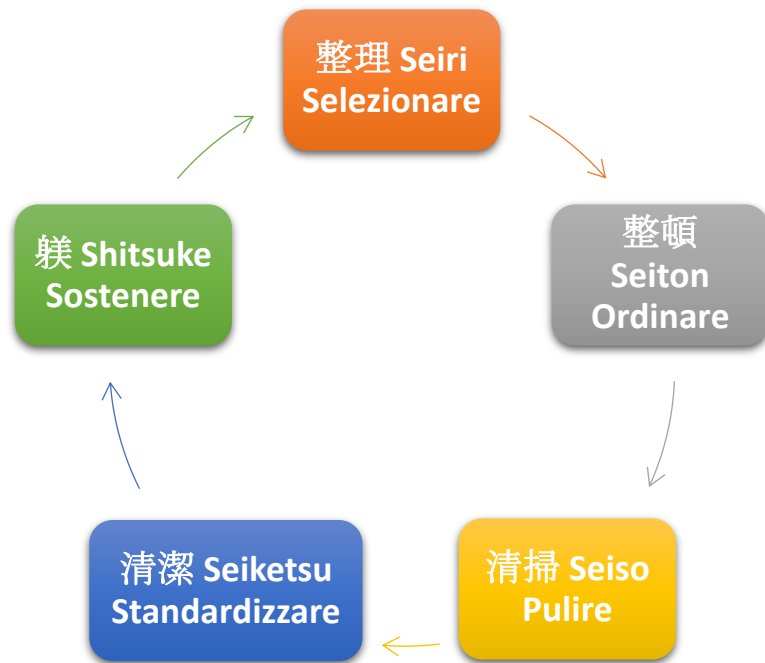 整理 Seiri
Selezionare
整頓
Seiton
Ordinare
清掃 Seiso
Pulire
清潔 Seiketsu
Standardizzare
躾 Shitsuke
Sostenere